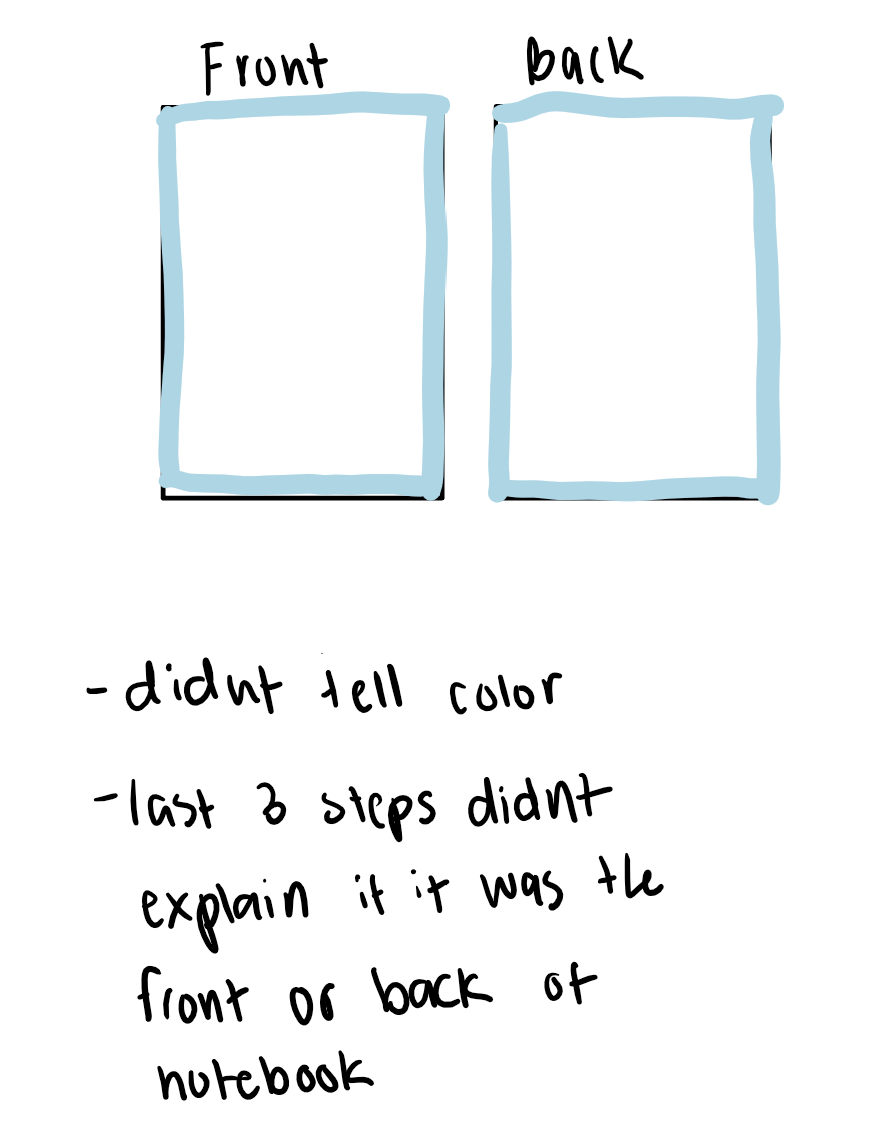 Front
Back
- didnt tell color
- last 3 steps didnt
explain if it was the
front or back of
notebook